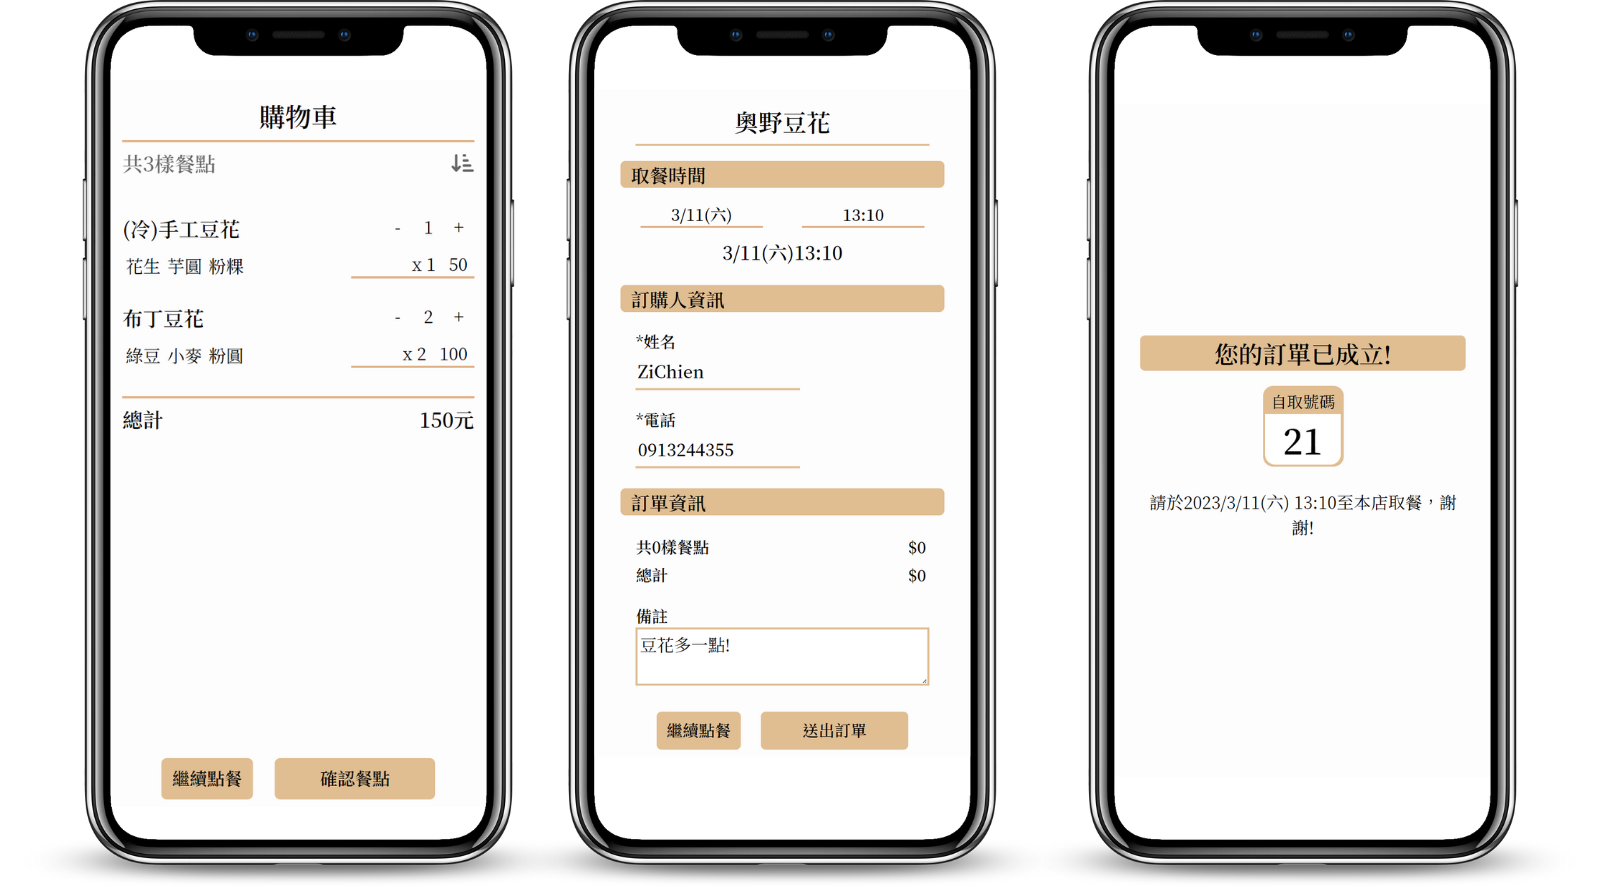 購物車
共3樣餐點
(冷)手工豆花 - 1 +
花生 芋圓 粉粿 x 1 50
布丁豆花 - 2 +
綠豆 小麥 粉圓 x 2 100
總計 150元
繼續點餐 確認餐點
奧野豆花
取餐時間
3/11(六) 13:10
3/11(六)13:10
訂購人資訊
*姓名
ZiChien
*電話
0913244355
訂單資訊
共0樣餐點 $0
總計 $0
備註
豆花多一點!
繼續點餐 送出訂單
您的訂單已成立!
自取號碼
21
請於2023/3/11(六) 13:10至本店取餐，謝
謝!